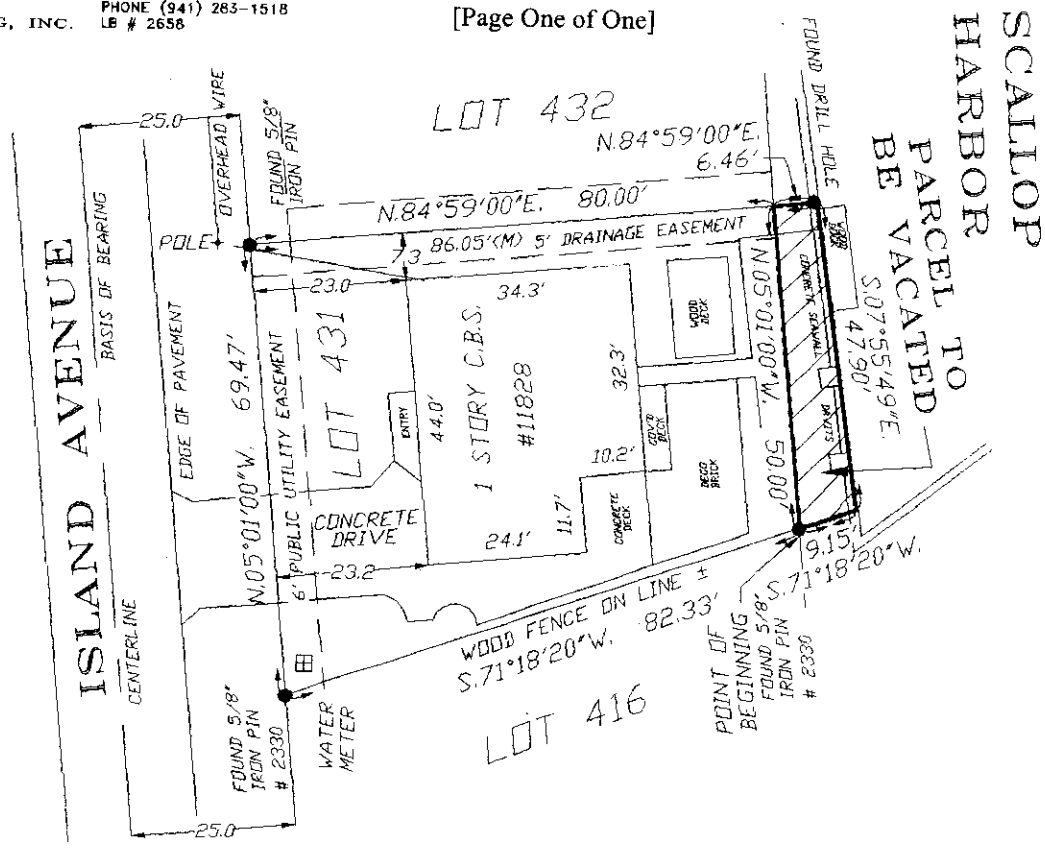 PHONE (941) 283-1518
G, INC. LB # 2658
[Page One of One]
SCALLOP
HARBOR
PARCEL TO
BE VACATED
FOUND DRILL HOLE
LOT 432
N.84°59'00"E.
6.46'
25.0
OVERHEAD WIRE
FOUND 5/8"
IRON PIN
N.84°59'00"E. 80.00'
86.05'(M) 5' DRAINAGE EASEMENT
POLE
7.3
23.0
34.3'
WOOD
DECK
N.05°01'00"W. 50.00'
CONCRETE SEAWALL
DAVITS
S.07°55'49"E.
47.90'
ISLAND AVENUE
BASIS OF BEARING
CENTERLINE
EDGE OF PAVEMENT
N.05°01'00"W. 69.47'
6' PUBLIC UTILITY EASEMENT
LOT 431
ENTRY
44.0'
1 STORY C.B.S.
#11828
32.3'
COV'D
DECK
10.2'
DECO
BRICK
11.7'
CONCRETE
DECK
24.1'
CONCRETE
DRIVE
23.2
9.15'
S.71°18'20"W.
WOOD FENCE ON LINE ±
S.71°18'20"W. 82.33'
POINT OF
BEGINNING
FOUND 5/8"
IRON PIN
# 2330
LOT 416
WATER
METER
FOUND 5/8"
IRON PIN
# 2330
25.0